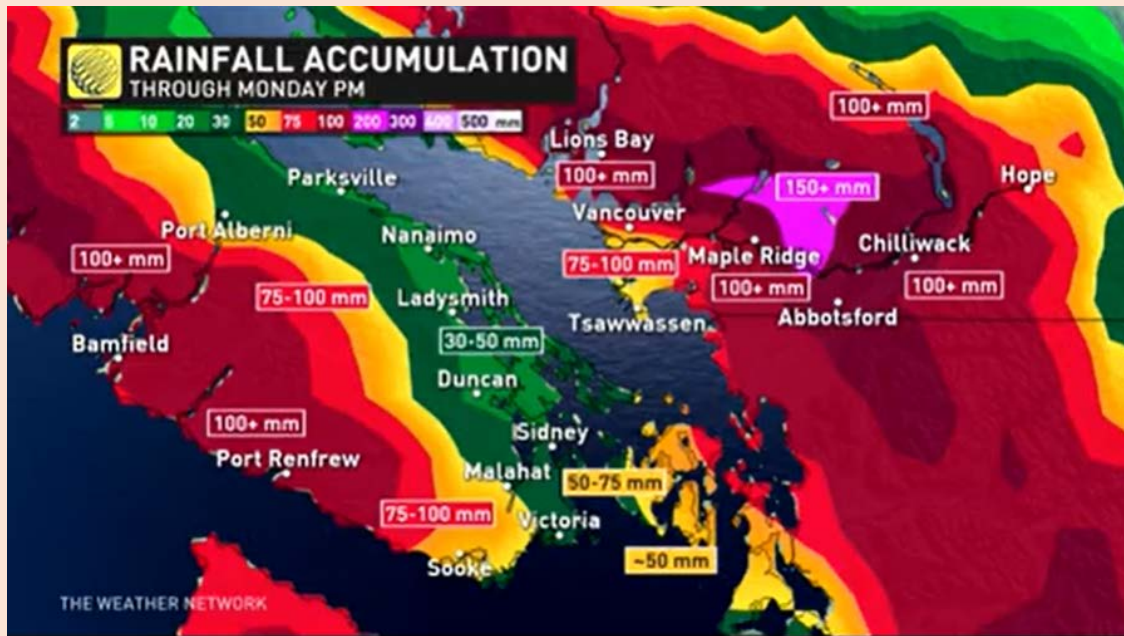 RAINFALL ACCUMULATION
THROUGH MONDAY PM
2 5 10 20 30 50 75 100 200 300 400 500 mm
100+ mm
Lions Bay
100+ mm
Hope
Parksville
150+ mm
Vancouver
Port Alberni
Nanaimo
Chilliwack
100+ mm
75-100 mm
Maple Ridge
75-100 mm
Ladysmith
100+ mm
100+ mm
Tsawwassen
Abbotsford
Bamfield
30-50 mm
Duncan
100+ mm
Sidney
Port Renfrew
Malahat
50-75 mm
75-100 mm
Victoria
~50 mm
Sooke
THE WEATHER NETWORK